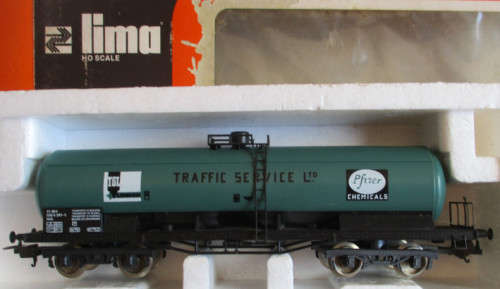 lima
HO SCALE
TRAFFIC SERVICE LTD
Pfizer
CHEMICALS